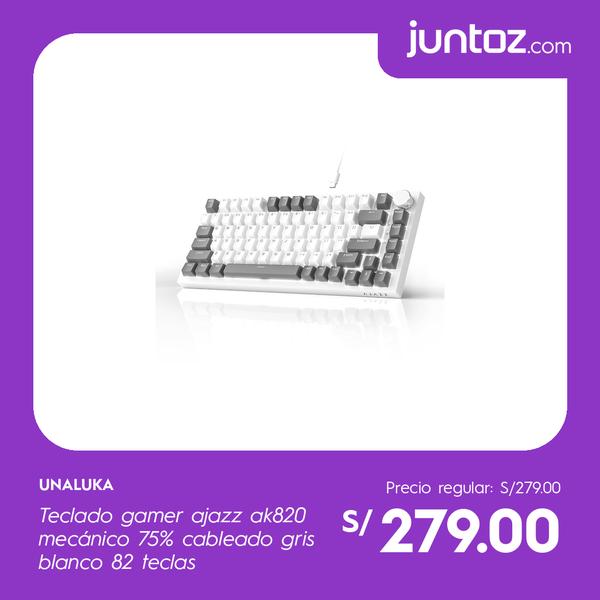 juntoz.com
UNALUKA
Teclado gamer ajazz ak820
mecánico 75% cableado gris
blanco 82 teclas
Precio regular: S/279.00
S/ 279.00